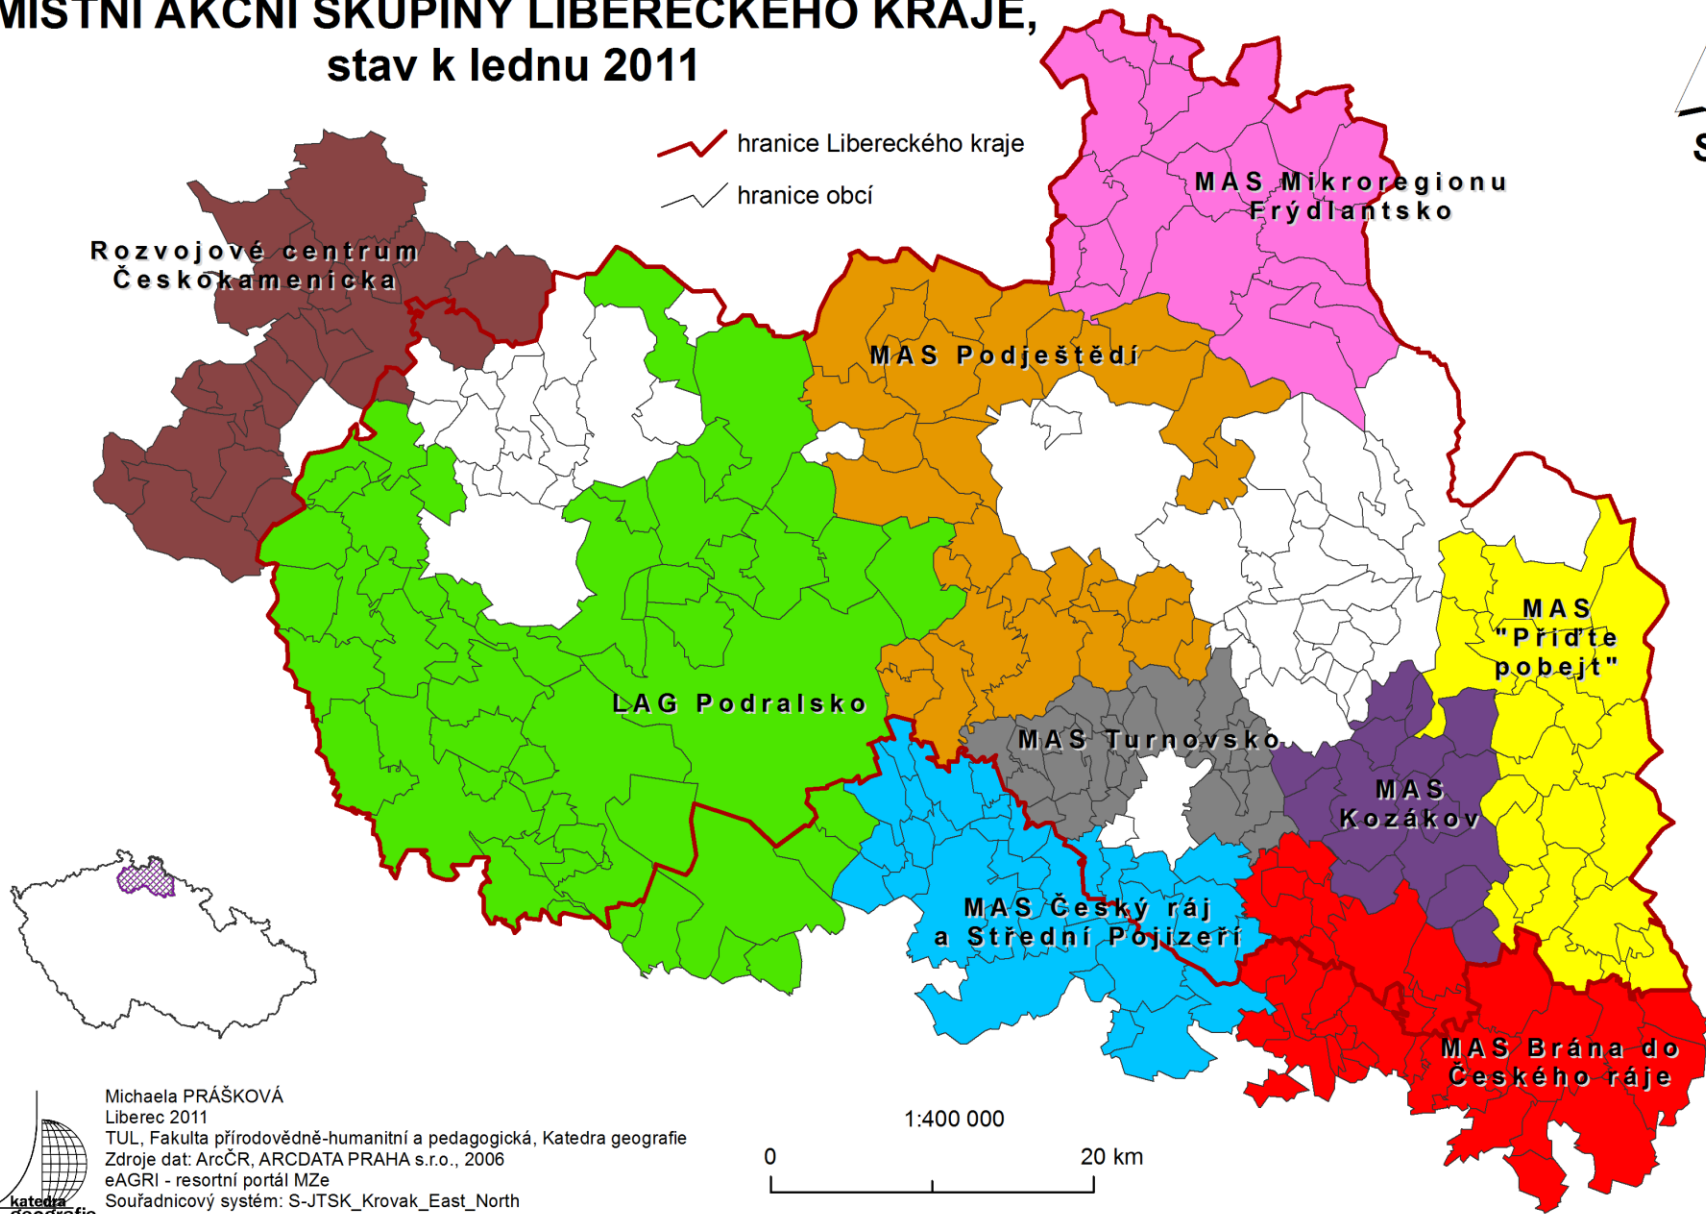 MÍSTNÍ AKČNÍ SKUPINY LIBERECKÉHO KRAJE,
stav k lednu 2011
hranice Libereckého kraje
hranice obcí
S
MAS Mikroregionu
Frýdlantsko
Rozvojové centrum
Českokamenicka
MAS Podještědí
MAS
"Přiďte
pobejt"
LAG Podralsko
MAS Turnovsko
MAS
Kozákov
MAS Český ráj
a Střední Pojizeří
MAS Brána do
Českého ráje
Michaela PRÁŠKOVÁ
Liberec 2011
TUL, Fakulta přírodovědně-humanitní a pedagogická, Katedra geografie
Zdroje dat: ArcČR, ARCDATA PRAHA s.r.o., 2006
eAGRI - resortní portál MZe
Souřadnicový systém: S-JTSK_Krovak_East_North
katedra
geografie
1:400 000
0 20 km